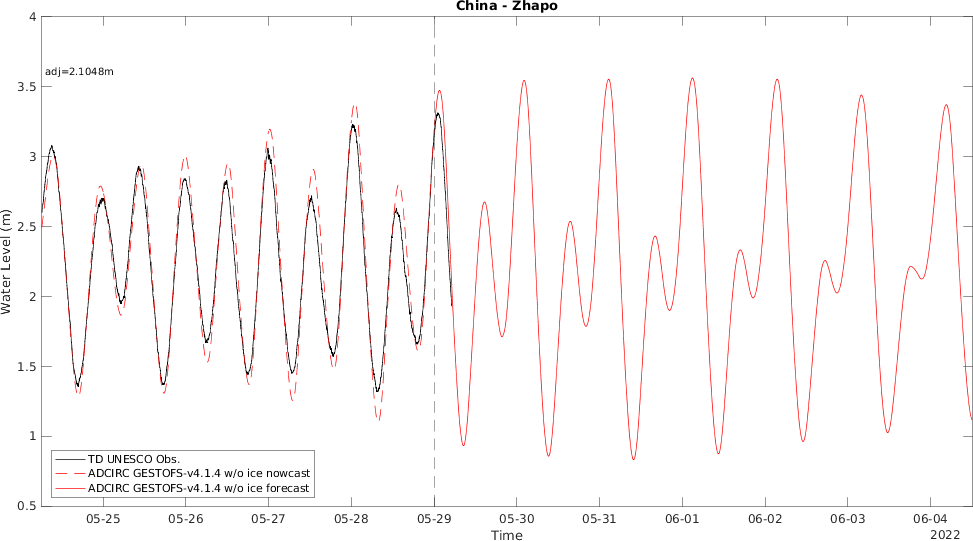 China - Zhapo
adj=2.1048m
Water Level (m)
4
3.5
3
2.5
2
1.5
1
0.5
TD UNESCO Obs.
ADCIRC GESTOFS-v4.1.4 w/o ice nowcast
ADCIRC GESTOFS-v4.1.4 w/o ice forecast
05-25 05-26 05-27 05-28 05-29 05-30 05-31 06-01 06-02 06-03 06-04
2022
Time